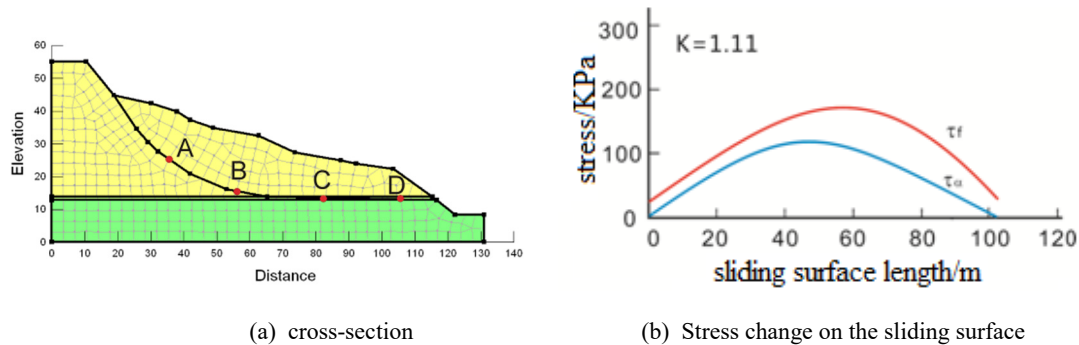 60
50
40
30
20
10
0
Elevation
A
B
C
D
0 10 20 30 40 50 60 70 80 90 100 110 120 130 140
Distance
(a) cross-section
300
200
100
0
stress/KPa
K=1.11
τf
τα
0 20 40 60 80 100 120
sliding surface length/m
(b) Stress change on the sliding surface